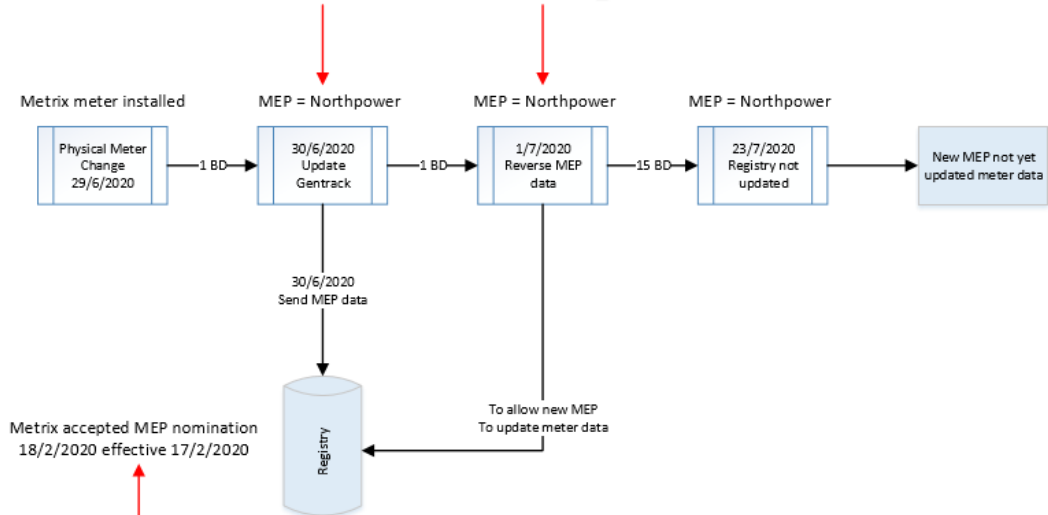 Metrix meter installed
MEP = Northpower
MEP = Northpower
MEP = Northpower
Physical Meter
Change
29/6/2020
1 BD
30/6/2020
Update
Gentrack
1 BD
1/7/2020
Reverse MEP
data
15 BD
23/7/2020
Registry not
updated
New MEP not yet
updated meter data
30/6/2020
Send MEP data
To allow new MEP
To update meter data
Metrix accepted MEP nomination
18/2/2020 effective 17/2/2020
Registry